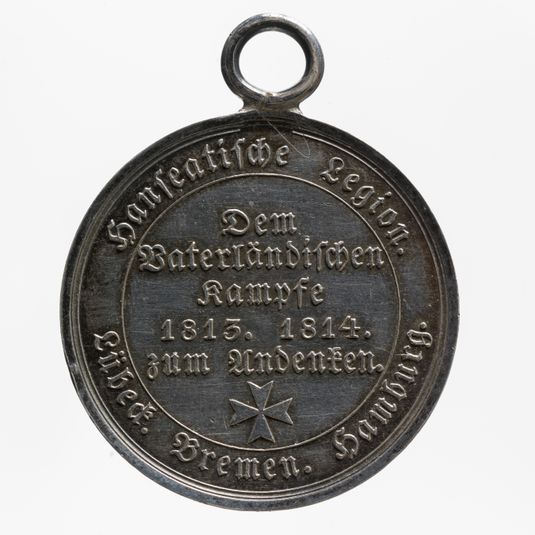 Hanseatische Legion.
Dem
Vaterländischen
Kampfe
1813. 1814.
zum Andenken.
Lübeck. Bremen. Hamburg.